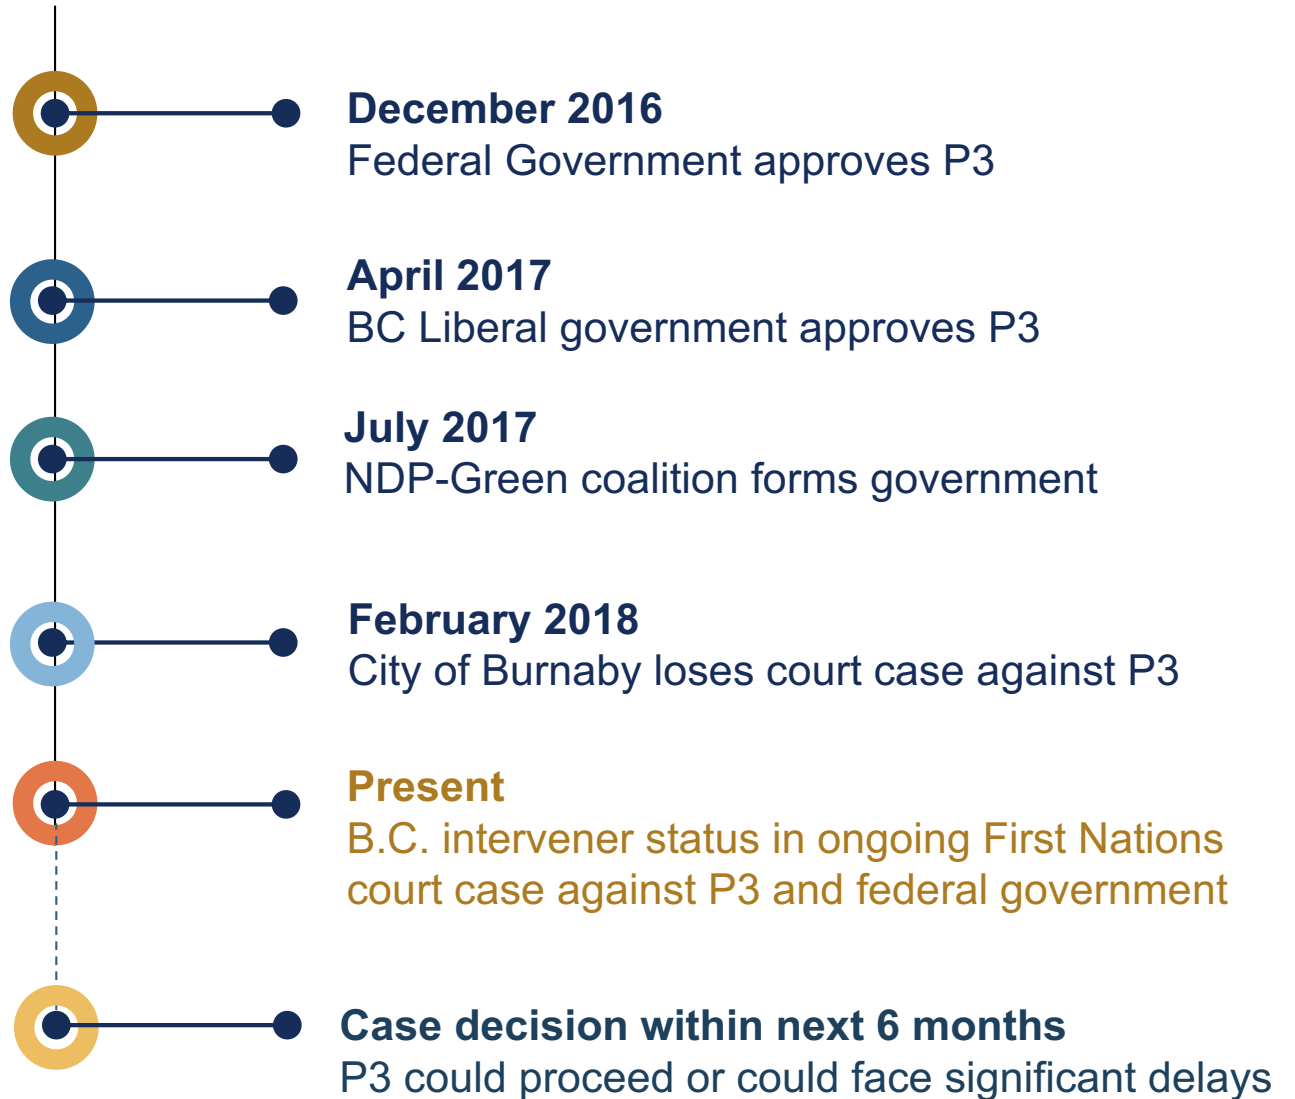 December 2016
Federal Government approves P3
April 2017
BC Liberal government approves P3
July 2017
NDP-Green coalition forms government
February 2018
City of Burnaby loses court case against P3
Present
B.C. intervener status in ongoing First Nations
court case against P3 and federal government
Case decision within next 6 months
P3 could proceed or could face significant delays